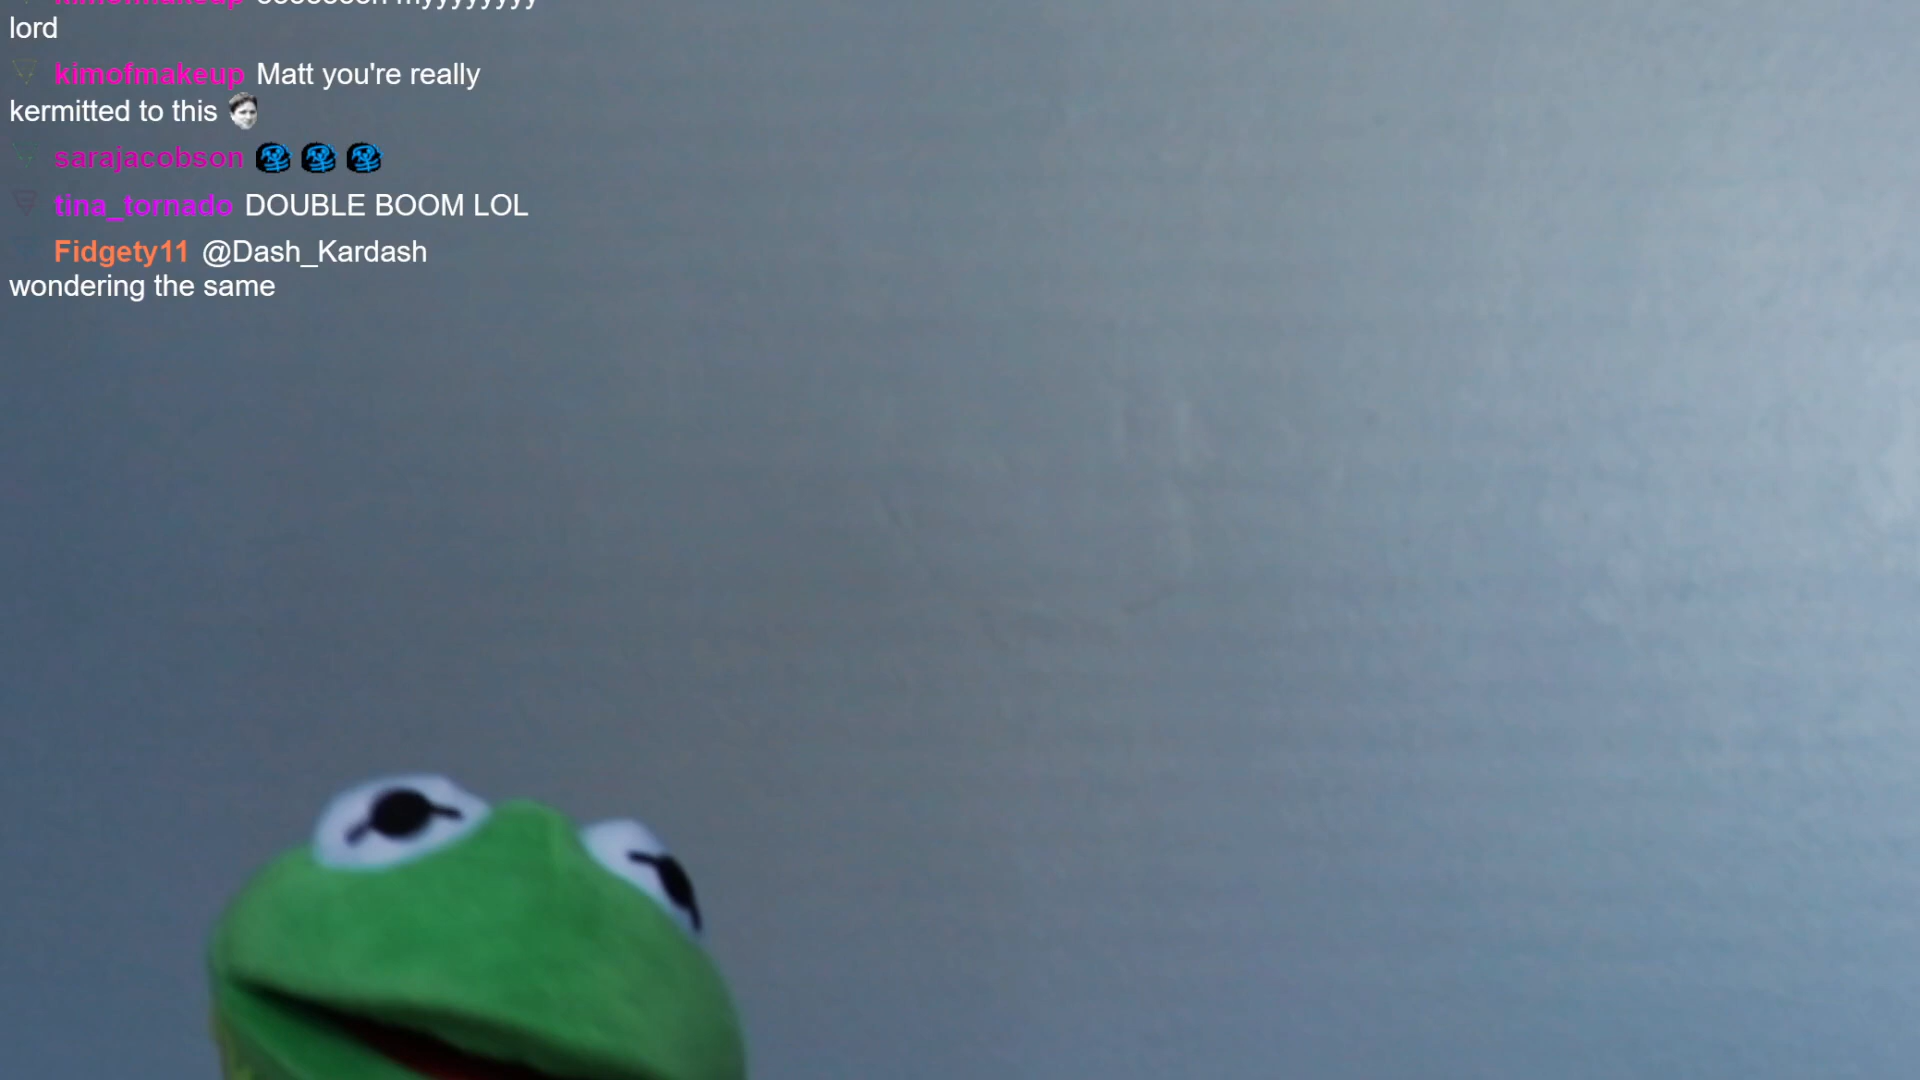 lord
kimofmakeup Matt you're really
kermitted to this
sarajacobson
tina_tornado DOUBLE BOOM LOL
Fidgety11 @Dash_Kardash
wondering the same